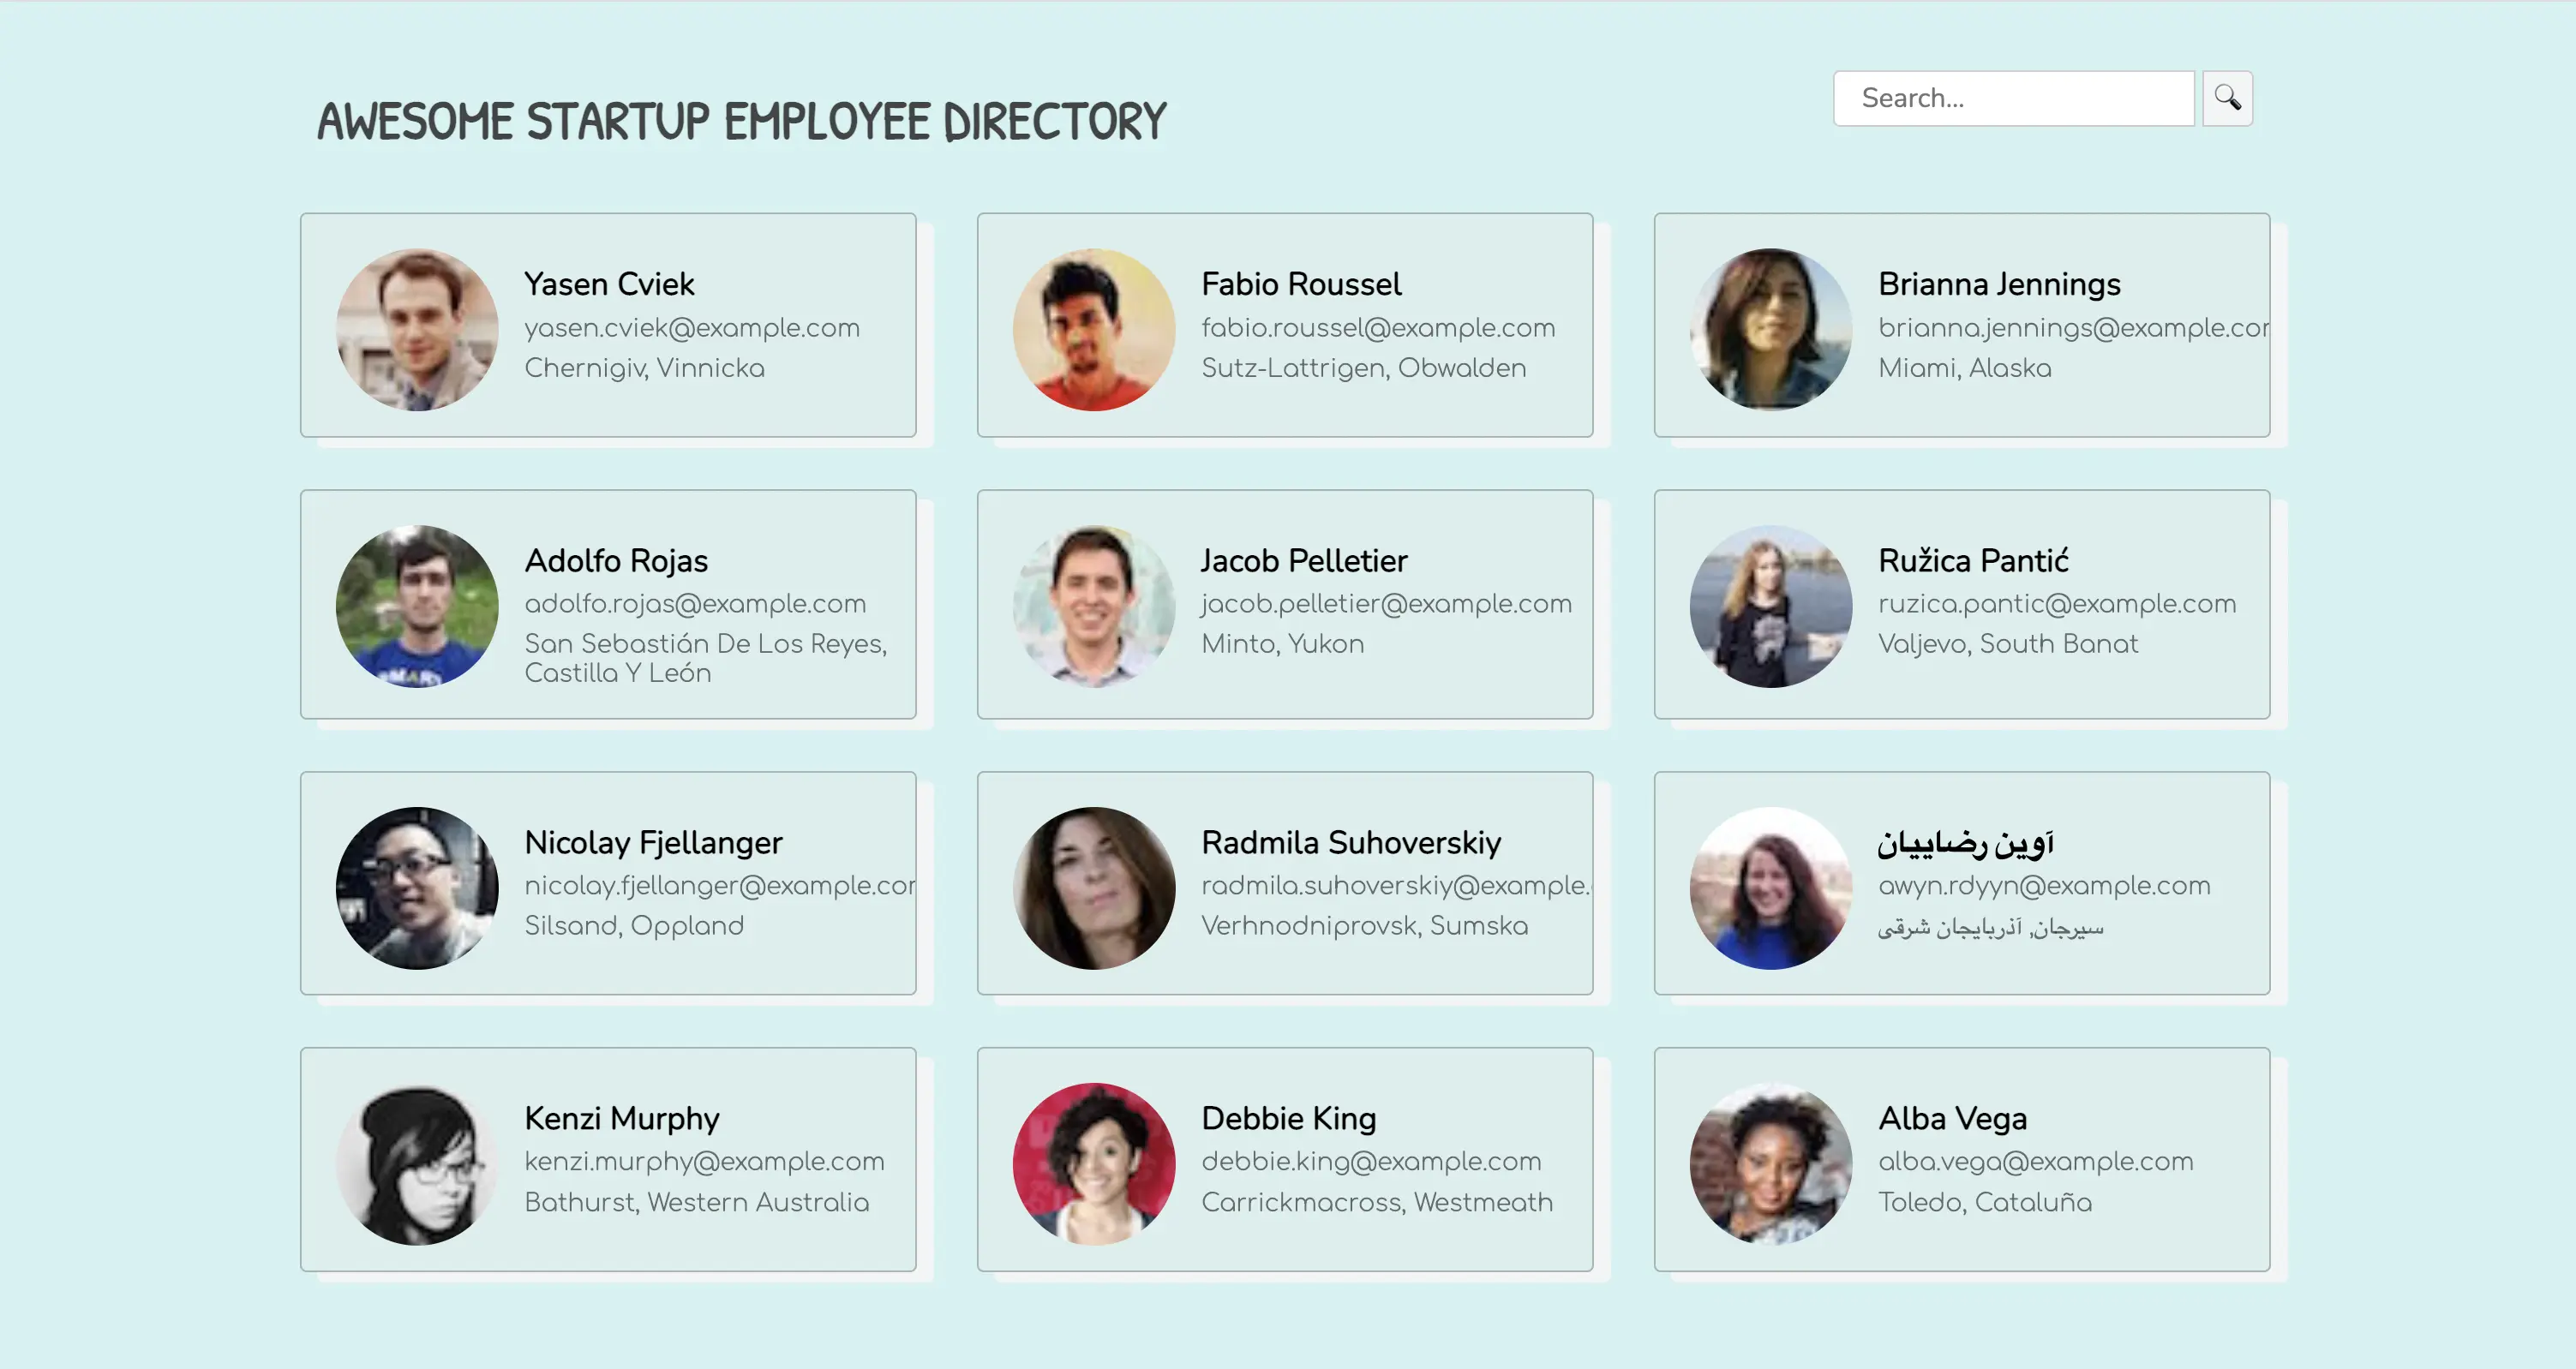 AWESOME STARTUP EMPLOYEE DIRECTORY
Search...
Yasen Cviek
yasen.cviek@example.com
Chernigiv, Vinnicka
Fabio Roussel
fabio.roussel@example.com
Sutz-Lattrigen, Obwalden
Brianna Jennings
brianna.jennings@example.cor
Miami, Alaska
Adolfo Rojas
adolfo.rojas@example.com
San Sebastián De Los Reyes,
Castilla Y León
Jacob Pelletier
jacob.pelletier@example.com
Minto, Yukon
Ružica Pantić
ruzica.pantic@example.com
Valjevo, South Banat
Nicolay Fjellanger
nicolay.fjellanger@example.cor
Silsand, Oppland
Radmila Suhoverskiy
radmila.suhoverskiy@example.
Verhnodniprovsk, Sumska
آوین رضاییان
awyn.rdyyn@example.com
سیرجان, آذربایجان شرقی
Kenzi Murphy
kenzi.murphy@example.com
Bathurst, Western Australia
Debbie King
debbie.king@example.com
Carrickmacross, Westmeath
Alba Vega
alba.vega@example.com
Toledo, Cataluña